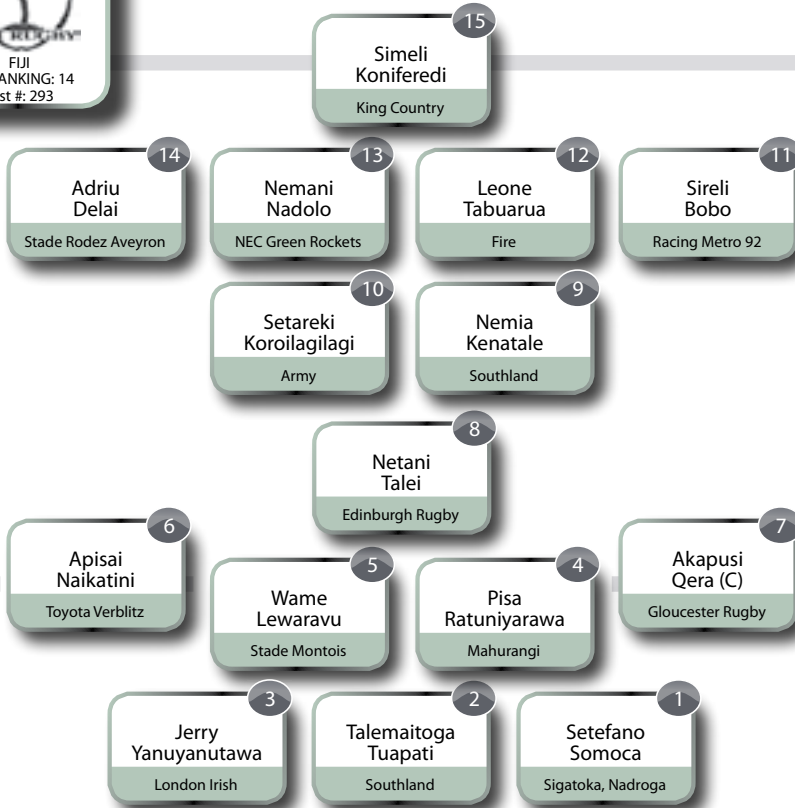 RUGBY
FIJI
ANKING: 14
st #: 293
15
Simeli
Koniferedi
King Country
14
Adriu
Delai
Stade Rodez Aveyron
13
Nemani
Nadolo
NEC Green Rockets
12
Leone
Tabuarua
Fire
11
Sireli
Bobo
Racing Metro 92
10
Setareki
Koroilagilagi
Army
9
Nemia
Kenatale
Southland
8
Netani
Talei
Edinburgh Rugby
6
Apisai
Naikatini
Toyota Verblitz
5
Wame
Lewaravu
Stade Montois
4
Pisa
Ratuniyarawa
Mahurangi
7
Akapusi
Qera (C)
Gloucester Rugby
3
Jerry
Yanuyanutawa
London Irish
2
Talemaitoga
Tuapati
Southland
1
Setefano
Somoca
Sigatoka, Nadroga